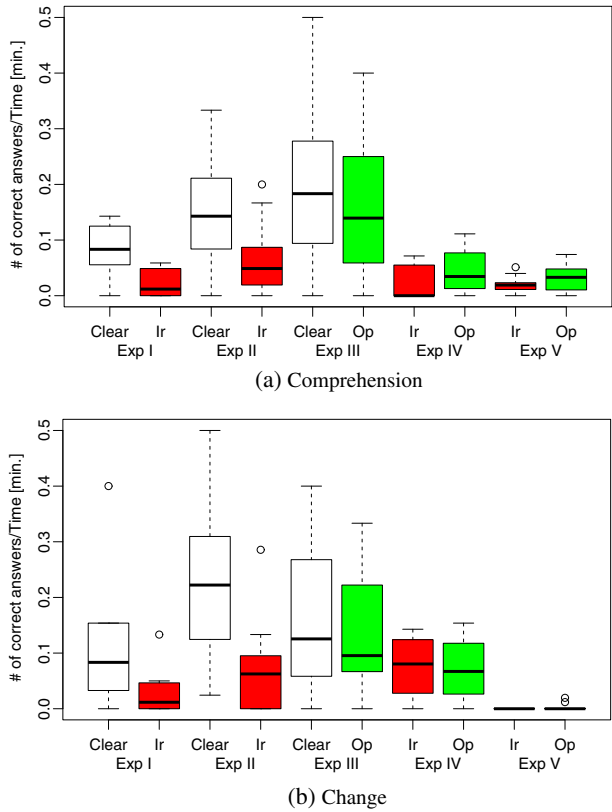 # of correct answers/Time [min.]
0.5
0.4
0.3
0.2
0.1
0.0
Clear Ir Clear Ir Clear Op Ir Op Ir Op
Exp I Exp II Exp III Exp IV Exp V
(a) Comprehension
# of correct answers/Time [min.]
0.5
0.4
0.3
0.2
0.1
0.0
Clear Ir Clear Ir Clear Op Ir Op Ir Op
Exp I Exp II Exp III Exp IV Exp V
(b) Change